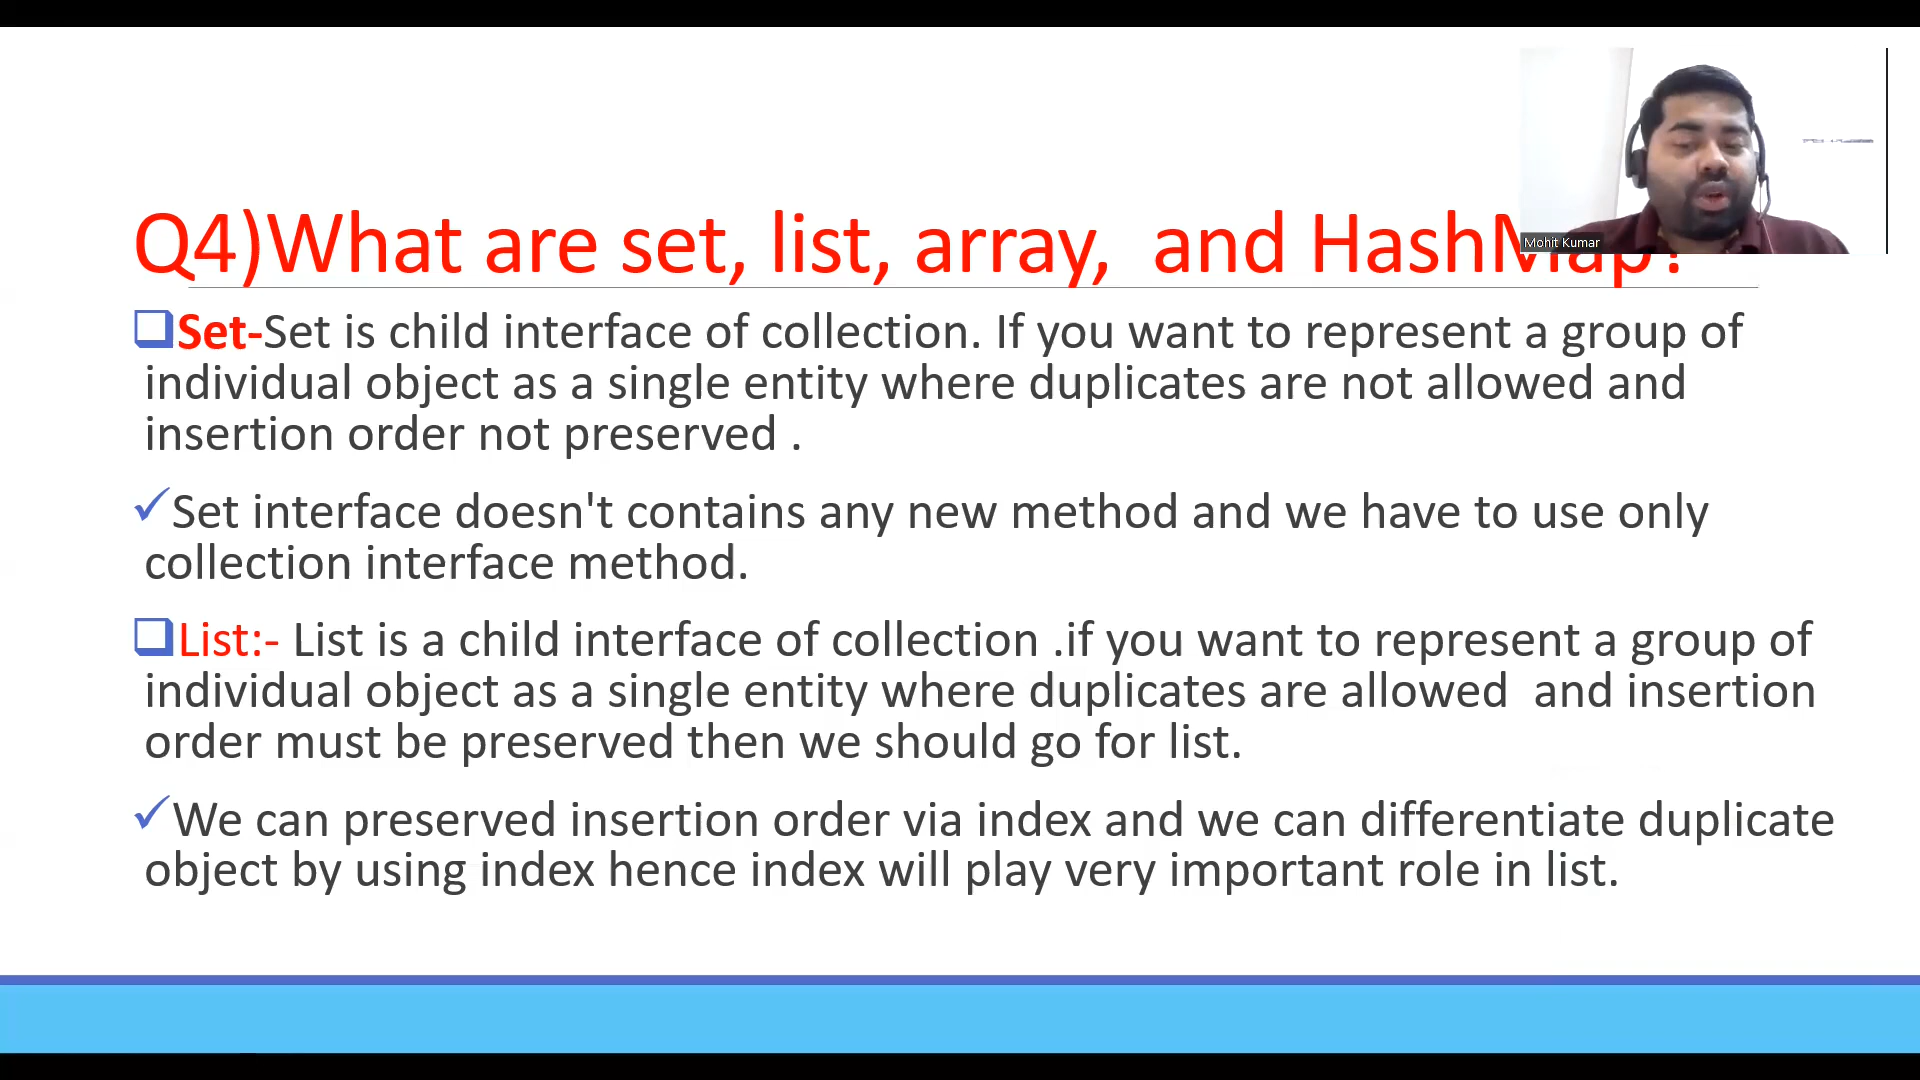 Q4)What are set, list, array, and HashMap?
Mohit Kumar
Set-Set is child interface of collection. If you want to represent a group of
individual object as a single entity where duplicates are not allowed and
insertion order not preserved .
Set interface doesn't contains any new method and we have to use only
collection interface method.
List:- List is a child interface of collection .if you want to represent a group of
individual object as a single entity where duplicates are allowed and insertion
order must be preserved then we should go for list.
We can preserved insertion order via index and we can differentiate duplicate
object by using index hence index will play very important role in list.